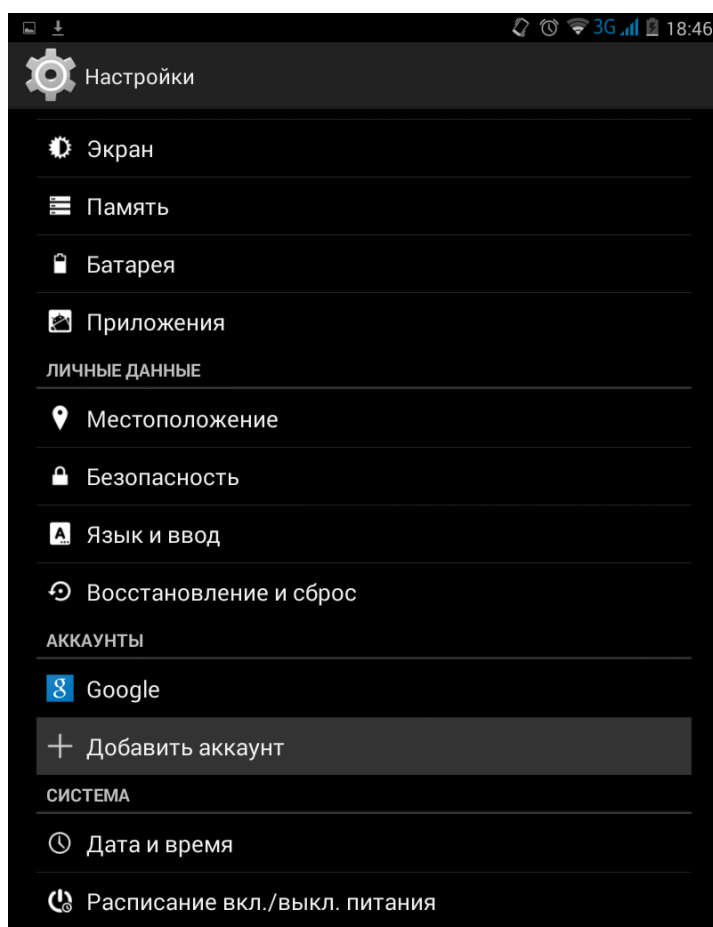 3G 18:46
Настройки
Экран
Память
Батарея
Приложения
ЛИЧНЫЕ ДАННЫЕ
Местоположение
Безопасность
Язык и ввод
Восстановление и сброс
АККАУНТЫ
Google
Добавить аккаунт
СИСТЕМА
Дата и время
Расписание вкл./выкл. питания